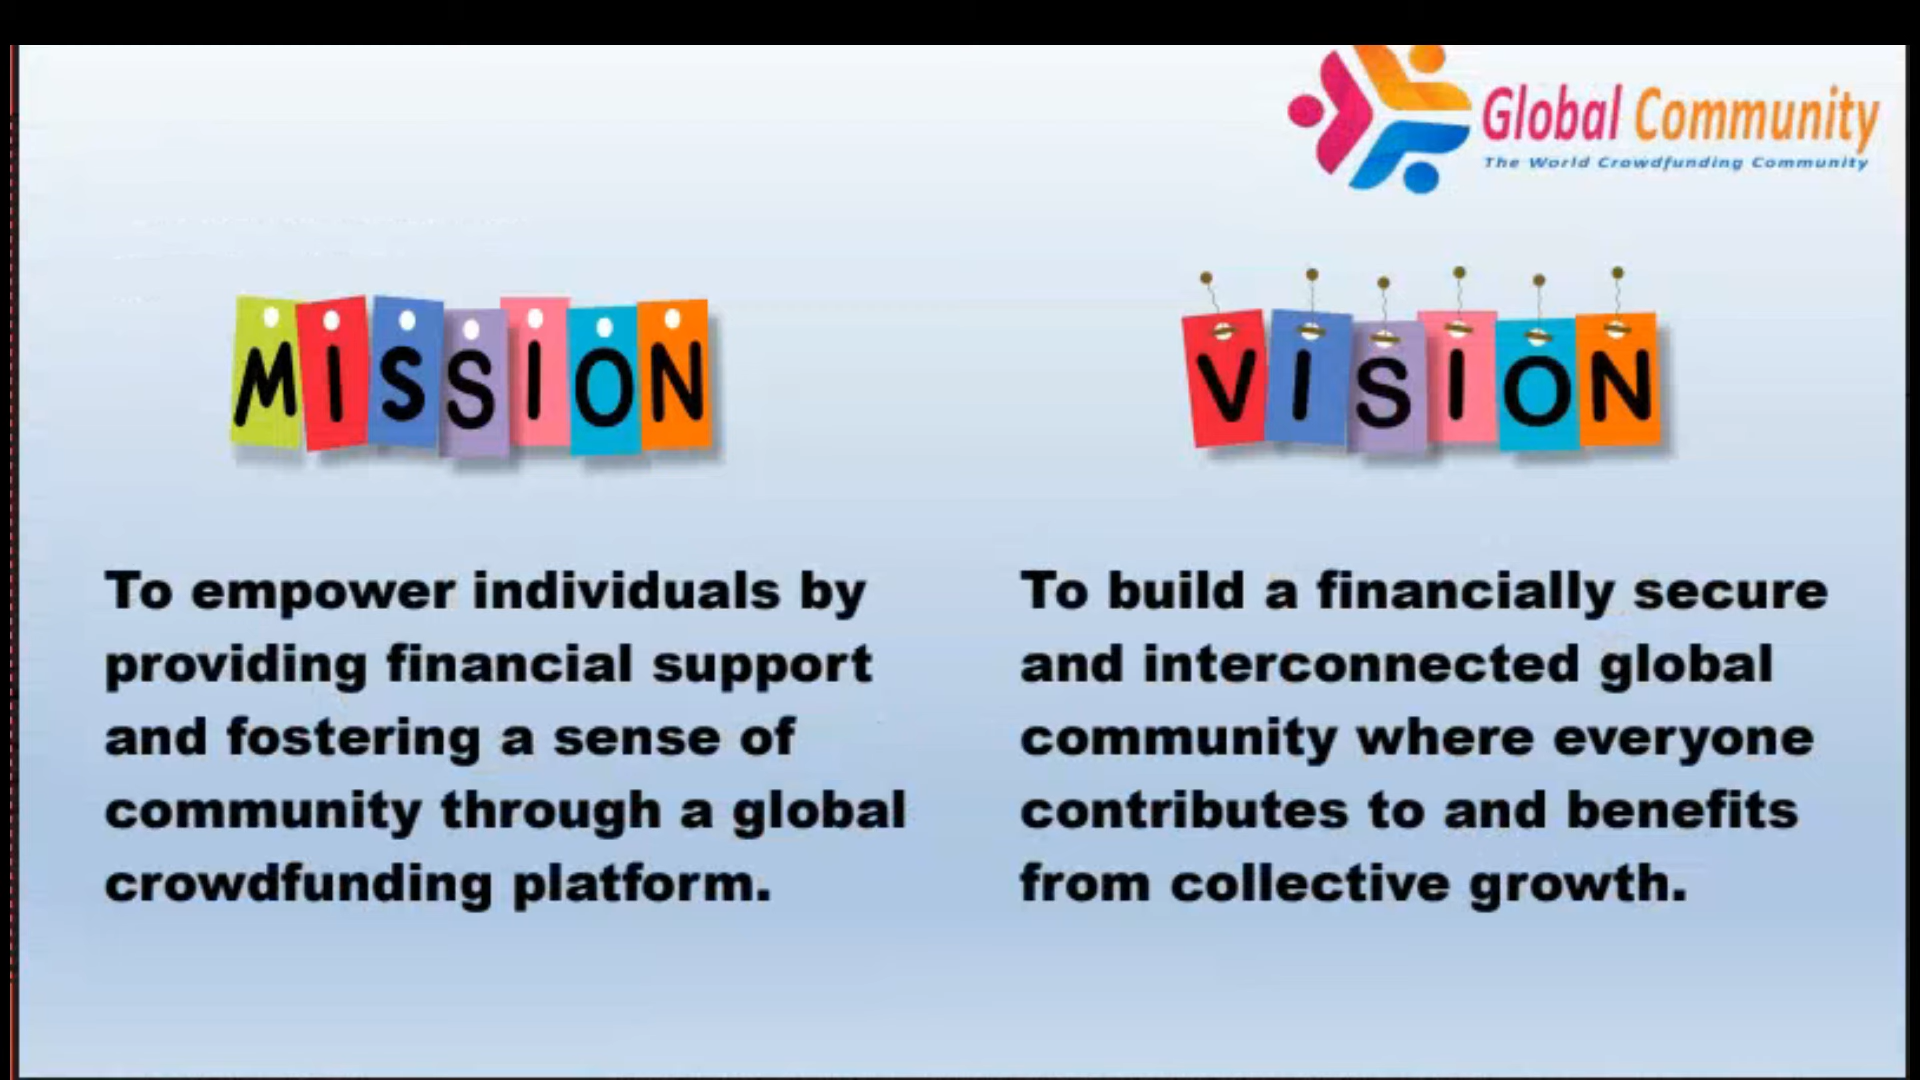 Global Community
The World Crowdfunding Community
MISSION
To empower individuals by
providing financial support
and fostering a sense of
community through a global
crowdfunding platform.
VISION
To build a financially secure
and interconnected global
community where everyone
contributes to and benefits
from collective growth.